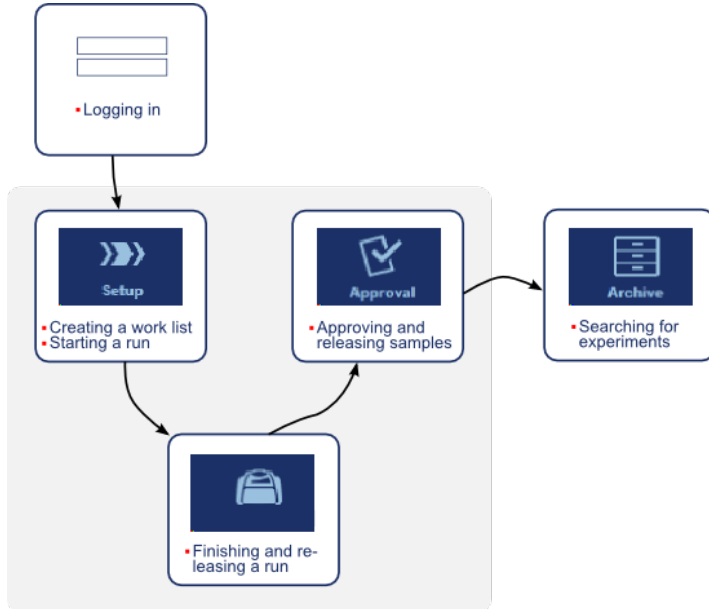 Logging in
Setup
Creating a work list
Starting a run
Approval
Approving and
releasing samples
Archive
Searching for
experiments
Finishing and re-
leasing a run